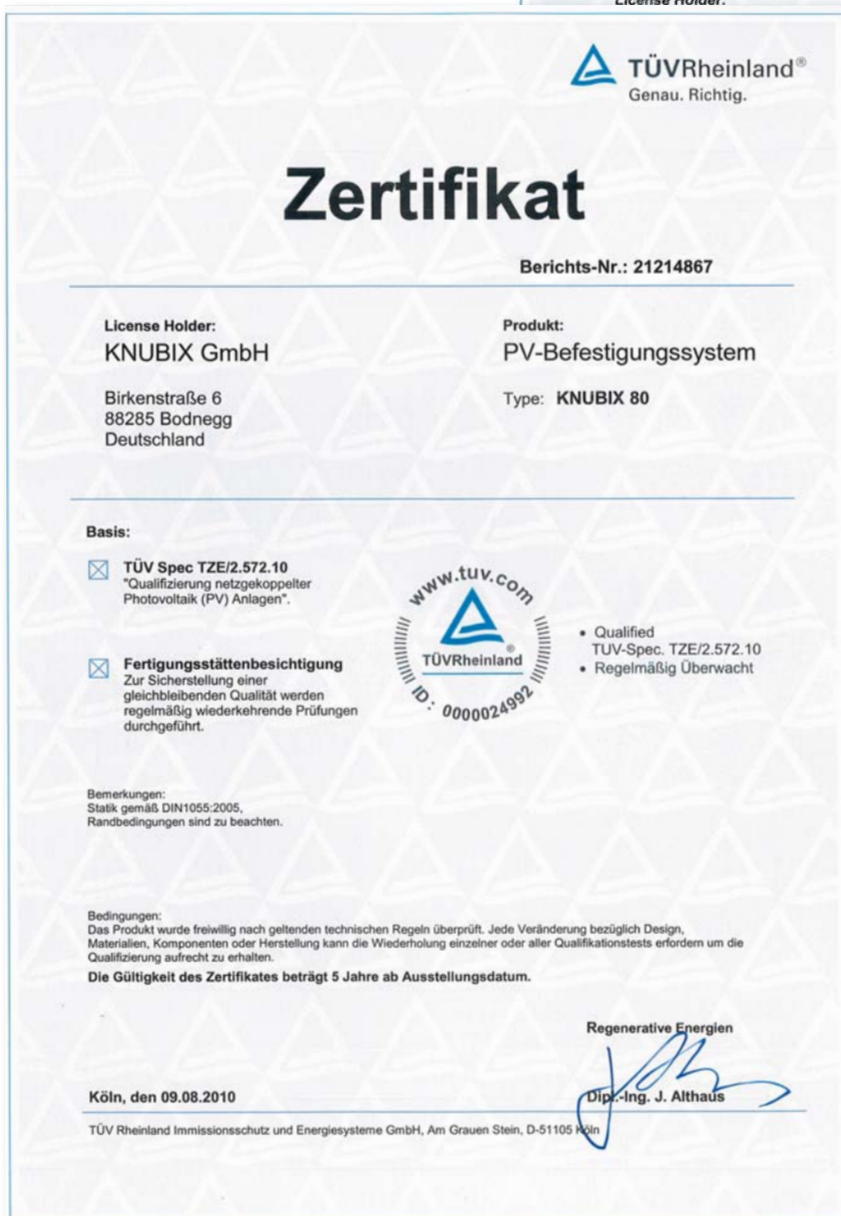 License Holder:
TÜVRheinland®
Genau. Richtig.
Zertifikat
Berichts-Nr.: 21214867
License Holder:
KNUBIX GmbH
Birkenstraße 6
88285 Bodnegg
Deutschland
Produkt:
PV-Befestigungssystem
Type: KNUBIX 80
Basis:
TÜV Spec TZE/2.572.10
"Qualifizierung netzgekoppelter
Photovoltaik (PV) Anlagen".
Fertigungsstättenbesichtigung
Zur Sicherstellung einer
gleichbleibenden Qualität werden
regelmäßig wiederkehrende Prüfungen
durchgeführt.
www.tuv.com
TÜVRheinland®
ID: 0000024992
• Qualified
TUV-Spec. TZE/2.572.10
• Regelmäßig Überwacht
Bemerkungen:
Statik gemäß DIN1055:2005,
Randbedingungen sind zu beachten.
Bedingungen:
Das Produkt wurde freiwillig nach geltenden technischen Regeln überprüft. Jede Veränderung bezüglich Design,
Materialien, Komponenten oder Herstellung kann die Wiederholung einzelner oder aller Qualifikationstests erfordern um die
Qualifizierung aufrecht zu erhalten.
Die Gültigkeit des Zertifikates beträgt 5 Jahre ab Ausstellungsdatum.
Regenerative Energien
Köln, den 09.08.2010
Dipl.-Ing. J. Althaus
TÜV Rheinland Immissionsschutz und Energiesysteme GmbH, Am Grauen Stein, D-51105 Köln